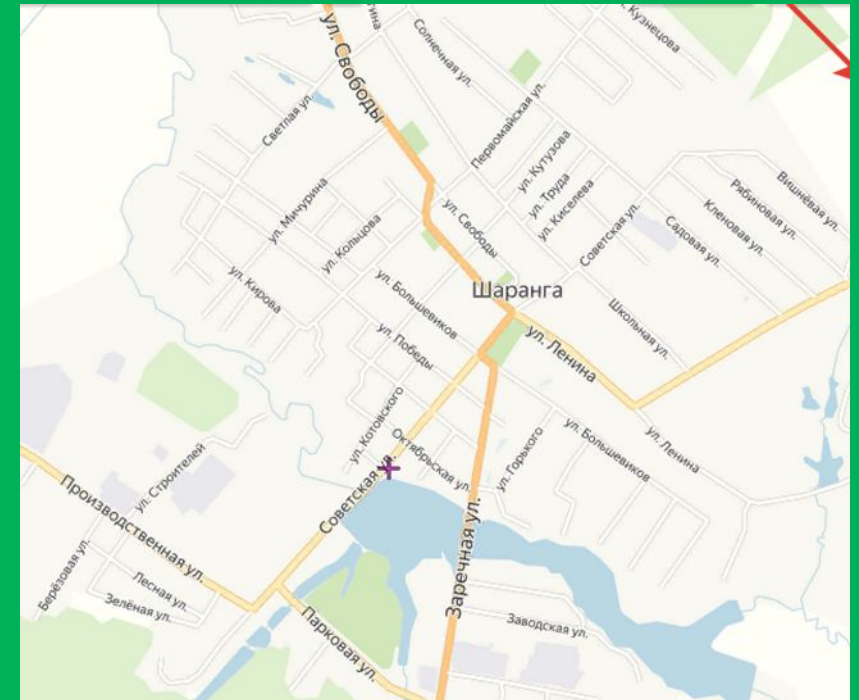 ул. Кузнецова
Солнечная ул.
ул. Свободы
Светлая ул.
Первомайская ул.
ул. Кутузова
ул. Труда
ул. Киселева
Вишнёвая ул.
Рябиновая ул.
Кленовая ул.
Садовая ул.
Советская ул.
ул. Мичурина
ул. Кольцова
ул. Свободы
ул. Кирова
ул. Большевиков
Шаранга
Школьная ул.
ул. Победы
ул. Ленина
ул. Котовского
Октябрьская ул.
ул. Горького
ул. Большевиков
ул. Ленина
ул. Строителей
Советская ул.
Производственная ул.
Берёзовая ул.
Лесная ул.
Зелёная ул.
Заречная ул.
Заводская ул.
Парковая ул.